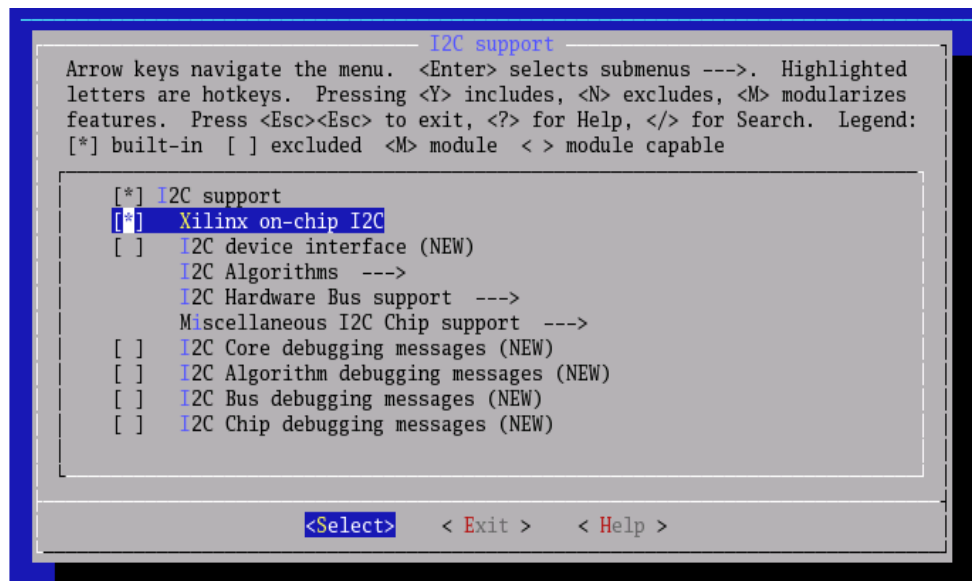 I2C support
Arrow keys navigate the menu.  <Enter> selects submenus --->.  Highlighted
letters are hotkeys.  Pressing <Y> includes, <N> excludes, <M> modularizes
features.  Press <Esc><Esc> to exit, <?> for Help, </> for Search.  Legend:
[*] built-in  [ ] excluded  <M> module  < > module capable
[*] I2C support
[*]   Xilinx on-chip I2C
[ ]   I2C device interface (NEW)
I2C Algorithms  --->
I2C Hardware Bus support  --->
Miscellaneous I2C Chip support  --->
[ ]   I2C Core debugging messages (NEW)
[ ]   I2C Algorithm debugging messages (NEW)
[ ]   I2C Bus debugging messages (NEW)
[ ]   I2C Chip debugging messages (NEW)
<Select>    < Exit >    < Help >